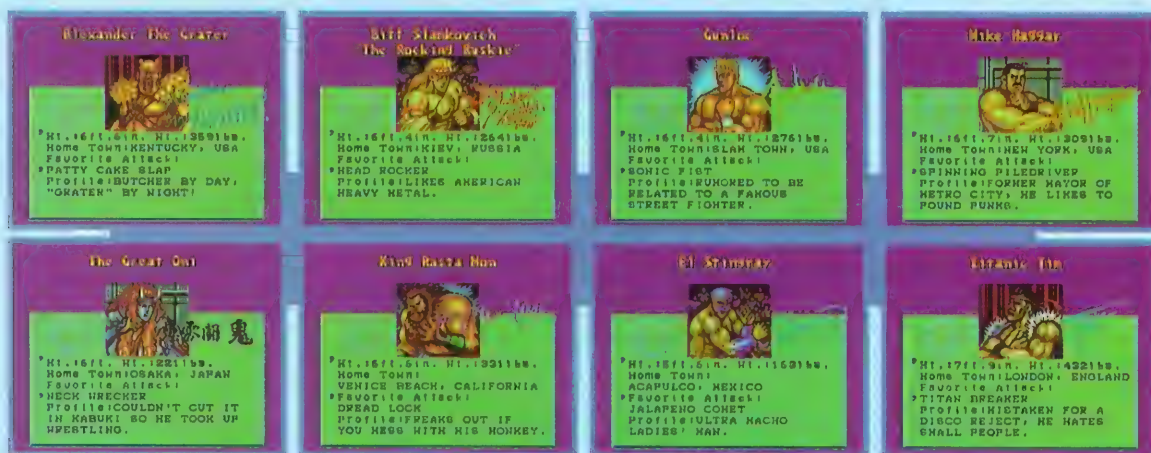 Alexander The Grater
Ht.:6ft.6in. Wt.:359lbs.
Home Town:KENTUCKY, USA
Favorite Attack:
PATTY CAKE SLAP
Profile:BUTCHER BY DAY,
"GRATER" BY NIGHT!
Biff Slamkovich
"The Rocking Ruskie"
Ht.:6ft.4in. Wt.:264lbs.
Home Town:KIEV, RUSSIA
Favorite Attack:
HEAD ROCKER
Profile:LIKES AMERICAN
HEAVY METAL.
Gunloc
Ht.:6ft.4in. Wt.:276lbs.
Home Town:SLAM TOWN, USA
Favorite Attack:
SONIC FIST
Profile:RUMORED TO BE
RELATED TO A FAMOUS
STREET FIGHTER.
Mike Haggar
Ht.:6ft.7in. Wt.:309lbs.
Home Town:NEW YORK, USA
Favorite Attack:
SPINNING PILEDRIVER
Profile:FORMER MAYOR OF
METRO CITY, HE LIKES TO
POUND PUNKS.
The Great Oni
鬼
Ht.:6ft. Wt.:221lbs.
Home Town:OSAKA, JAPAN
Favorite Attack:
NECK WRECKER
Profile:COULDN'T CUT IT
IN KABUKI SO HE TOOK UP
WRESTLING.
King Rasta Mon
Ht.:6ft.6in. Wt.:331lbs.
Home Town:
VENICE BEACH, CALIFORNIA
Favorite Attack:
DREAD LOCK
Profile:FREAKS OUT IF
YOU MESS WITH HIS MONKEY.
El Stingray
Ht.:5ft.6in. Wt.:163lbs.
Home Town:
ACAPULCO, MEXICO
Favorite Attack:
JALAPENO COMET
Profile:ULTRA MACHO
LADIES' MAN.
Titanic Tim
Ht.:7ft.9in. Wt.:432lbs.
Home Town:LONDON, ENGLAND
Favorite Attack:
TITAN BREAKER
Profile:MISTAKEN FOR A
DISCO REJECT, HE HATES
SMALL PEOPLE.